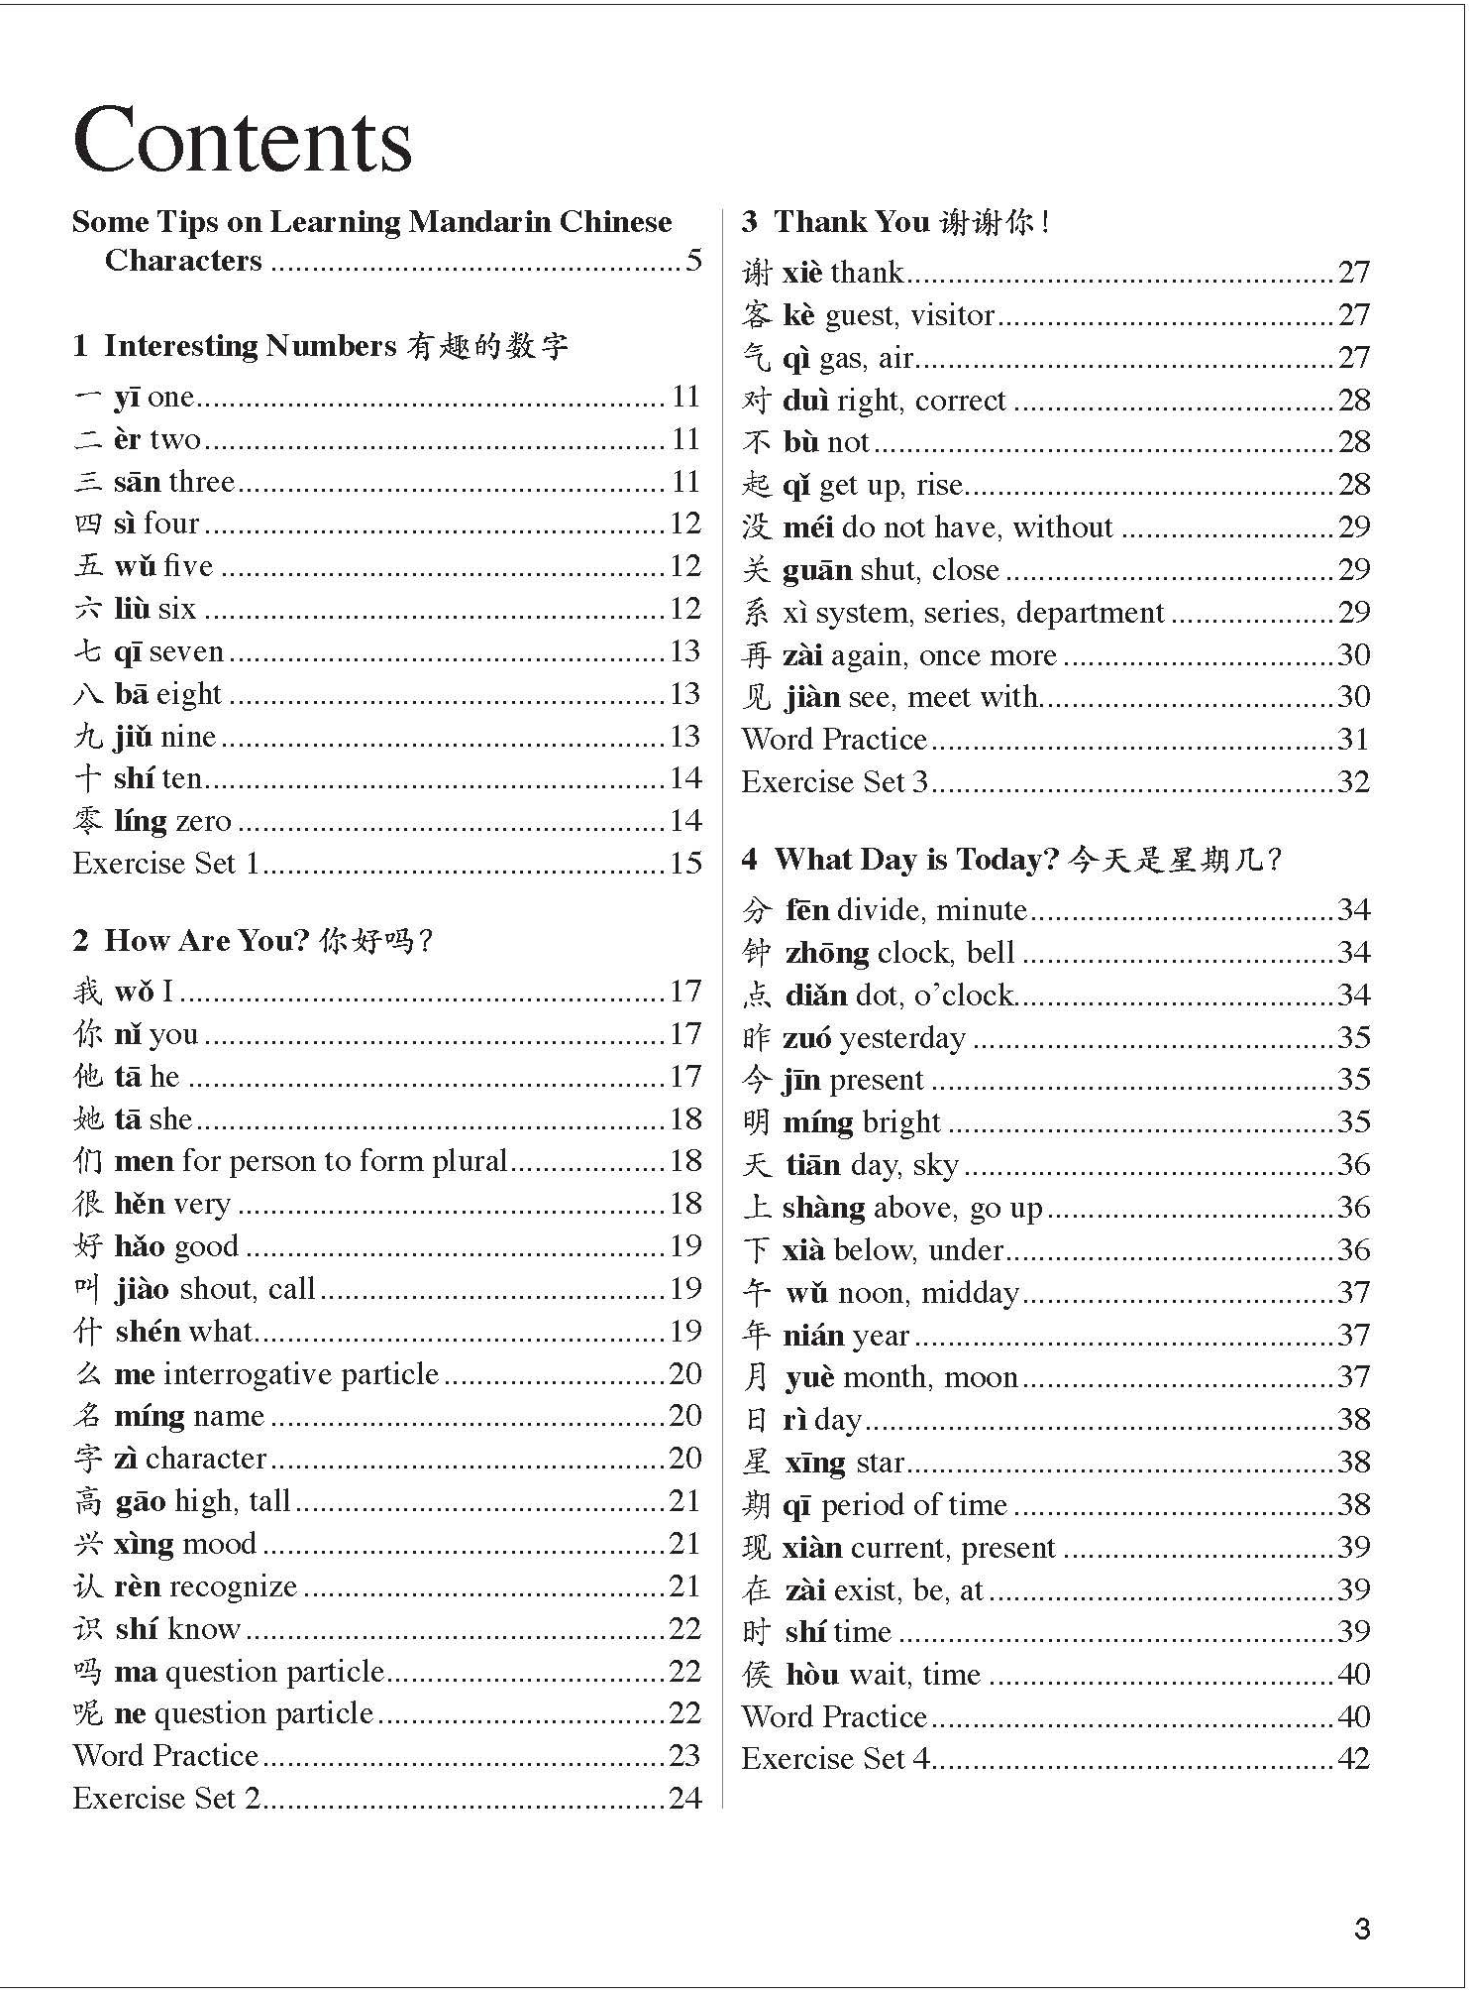 Contents
Some Tips on Learning Mandarin Chinese
Characters ..... 5
1 Interesting Numbers 有趣的数字
一 yī one ..... 11
二 èr two ..... 11
三 sān three ..... 11
四 sì four ..... 12
五 wǔ five ..... 12
六 liù six ..... 12
七 qī seven ..... 13
八 bā eight ..... 13
九 jiǔ nine ..... 13
十 shí ten ..... 14
零 líng zero ..... 14
Exercise Set 1 ..... 15
2 How Are You? 你好吗?
我 wǒ I ..... 17
你 nǐ you ..... 17
他 tā he ..... 17
她 tā she ..... 18
们 men for person to form plural ..... 18
很 hěn very ..... 18
好 hǎo good ..... 19
叫 jiào shout, call ..... 19
什 shén what ..... 19
么 me interrogative particle ..... 20
名 míng name ..... 20
字 zì character ..... 20
高 gāo high, tall ..... 21
兴 xìng mood ..... 21
认 rèn recognize ..... 21
识 shí know ..... 22
吗 ma question particle ..... 22
呢 ne question particle ..... 22
Word Practice ..... 23
Exercise Set 2 ..... 24
3 Thank You 谢谢你!
谢 xiè thank ..... 27
客 kè guest, visitor ..... 27
气 qì gas, air ..... 27
对 duì right, correct ..... 28
不 bù not ..... 28
起 qǐ get up, rise ..... 28
没 méi do not have, without ..... 29
关 guān shut, close ..... 29
系 xì system, series, department ..... 29
再 zài again, once more ..... 30
见 jiàn see, meet with ..... 30
Word Practice ..... 31
Exercise Set 3 ..... 32
4 What Day is Today? 今天是星期几?
分 fēn divide, minute ..... 34
钟 zhōng clock, bell ..... 34
点 diǎn dot, o’clock ..... 34
昨 zuó yesterday ..... 35
今 jīn present ..... 35
明 míng bright ..... 35
天 tiān day, sky ..... 36
上 shàng above, go up ..... 36
下 xià below, under ..... 36
午 wǔ noon, midday ..... 37
年 nián year ..... 37
月 yuè month, moon ..... 37
日 rì day ..... 38
星 xīng star ..... 38
期 qī period of time ..... 38
现 xiàn current, present ..... 39
在 zài exist, be, at ..... 39
时 shí time ..... 39
侯 hòu wait, time ..... 40
Word Practice ..... 40
Exercise Set 4 ..... 42
3